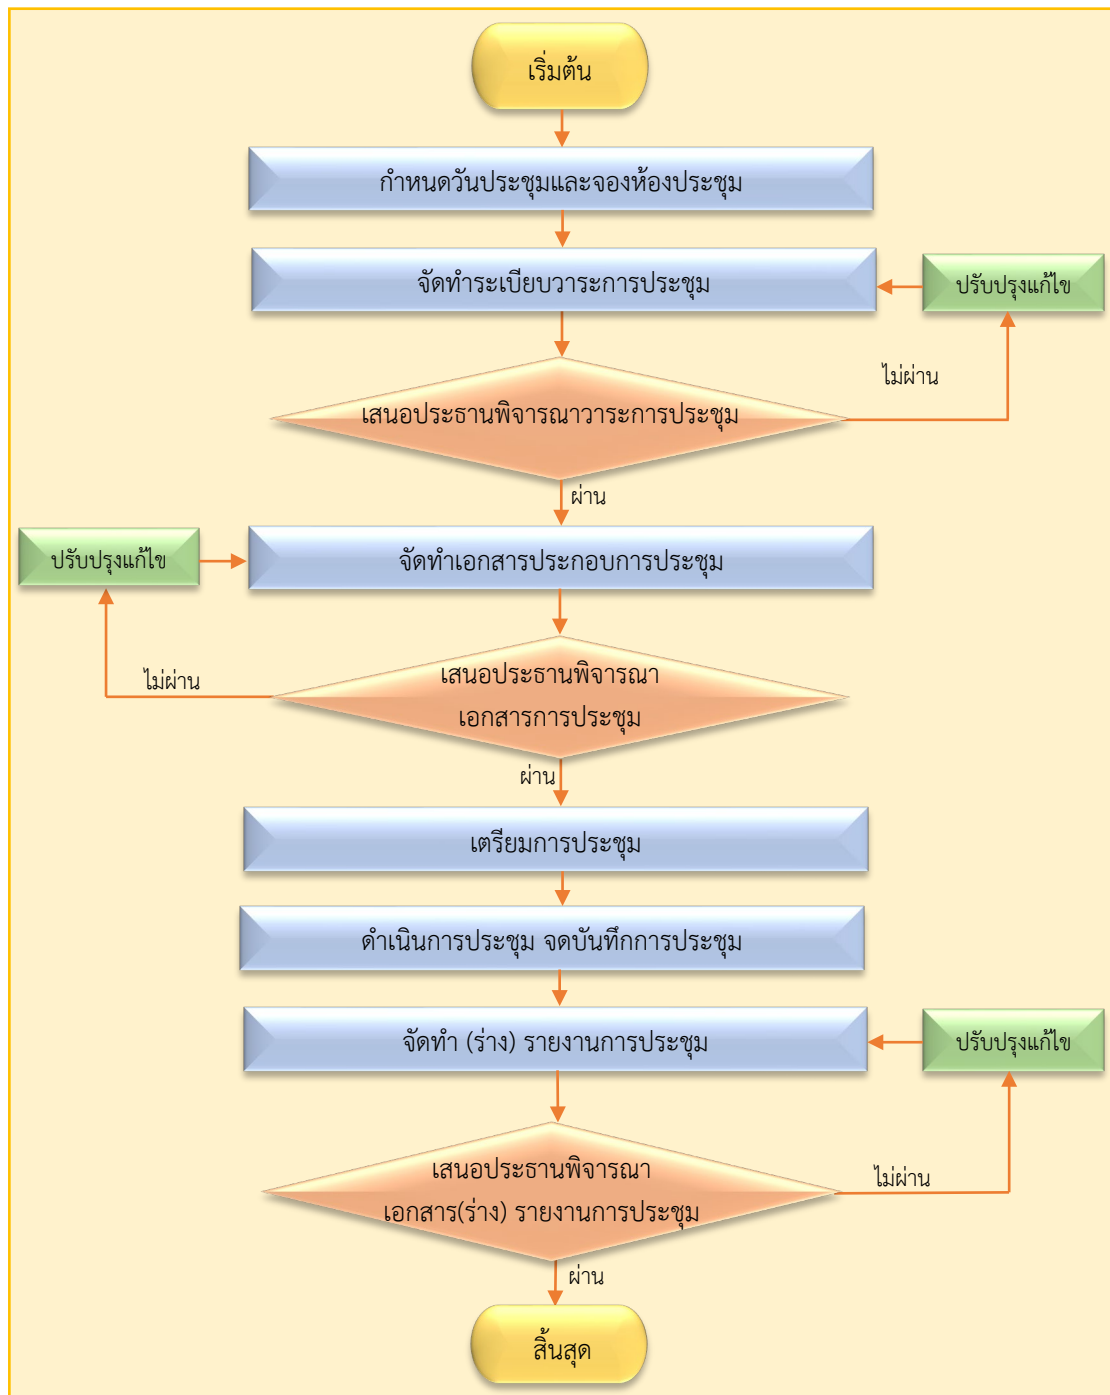 เริ่มต้น
กำหนดวันประชุมและจองห้องประชุม
จัดทำระเบียบวาระการประชุม
ปรับปรุงแก้ไข
ไม่ผ่าน
เสนอประธานพิจารณาวาระการประชุม
ผ่าน
ปรับปรุงแก้ไข
จัดทำเอกสารประกอบการประชุม
เสนอประธานพิจารณา
เอกสารการประชุม
ไม่ผ่าน
ผ่าน
เตรียมการประชุม
ดำเนินการประชุม จดบันทึกการประชุม
จัดทำ (ร่าง) รายงานการประชุม
ปรับปรุงแก้ไข
เสนอประธานพิจารณา
เอกสาร(ร่าง) รายงานการประชุม
ไม่ผ่าน
ผ่าน
สิ้นสุด